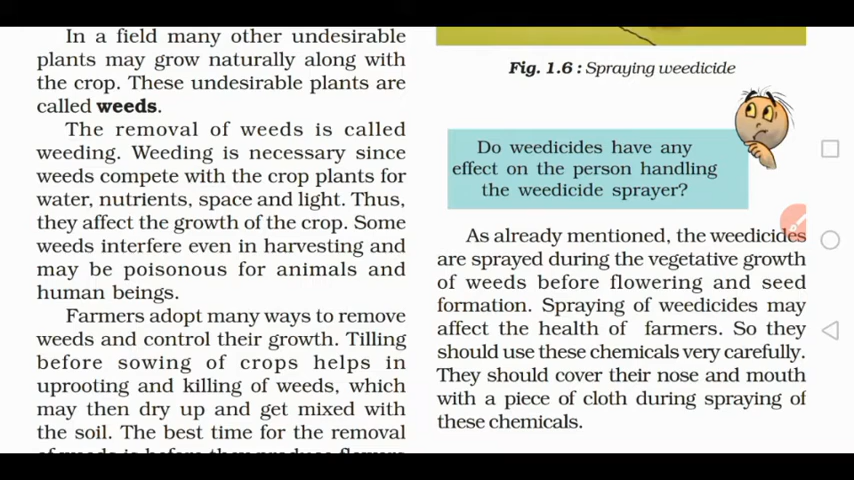 In a field many other undesirable
plants may grow naturally along with
the crop. These undesirable plants are
called weeds.
The removal of weeds is called
weeding. Weeding is necessary since
weeds compete with the crop plants for
water, nutrients, space and light. Thus,
they affect the growth of the crop. Some
weeds interfere even in harvesting and
may be poisonous for animals and
human beings.
Farmers adopt many ways to remove
weeds and control their growth. Tilling
before sowing of crops helps in
uprooting and killing of weeds, which
may then dry up and get mixed with
the soil. The best time for the removal
of weeds is before they produce flowers
Fig. 1.6 : Spraying weedicide
Do weedicides have any
effect on the person handling
the weedicide sprayer?
As already mentioned, the weedicides
are sprayed during the vegetative growth
of weeds before flowering and seed
formation. Spraying of weedicides may
affect the health of farmers. So they
should use these chemicals very carefully.
They should cover their nose and mouth
with a piece of cloth during spraying of
these chemicals.